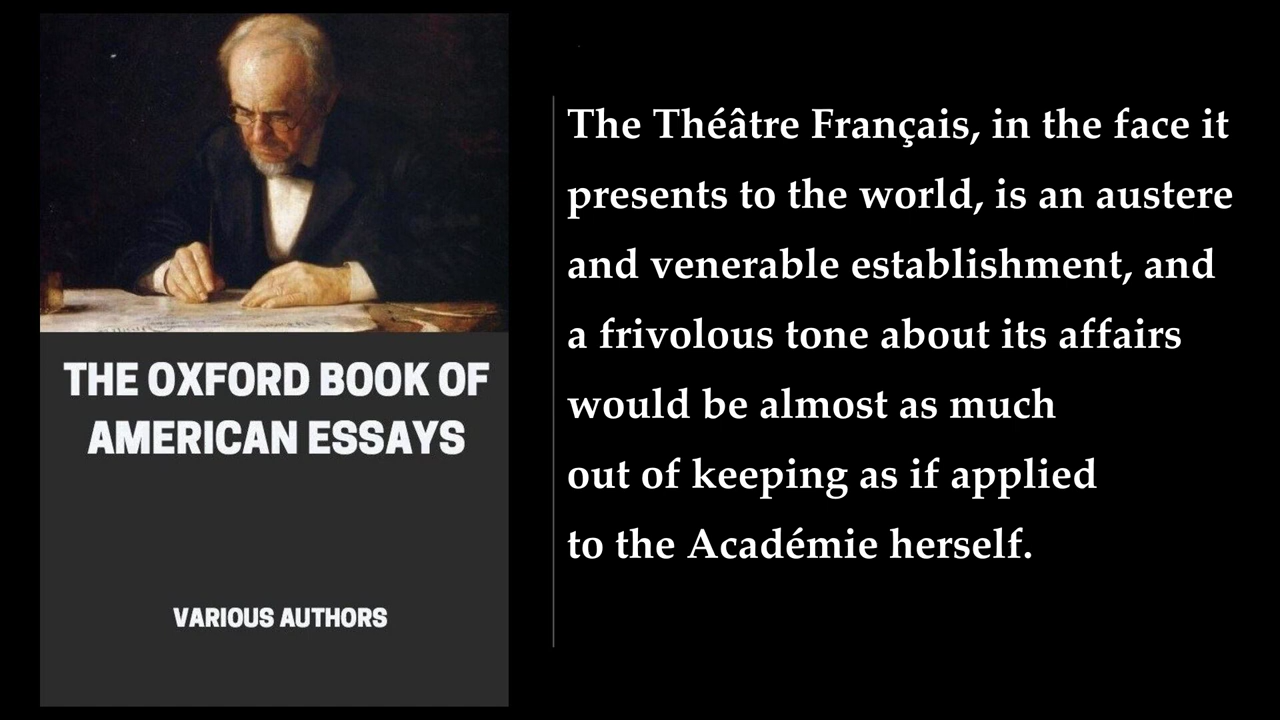 THE OXFORD BOOK OF
AMERICAN ESSAYS
VARIOUS AUTHORS
The Théâtre Français, in the face it
presents to the world, is an austere
and venerable establishment, and
a frivolous tone about its affairs
would be almost as much
out of keeping as if applied
to the Académie herself.